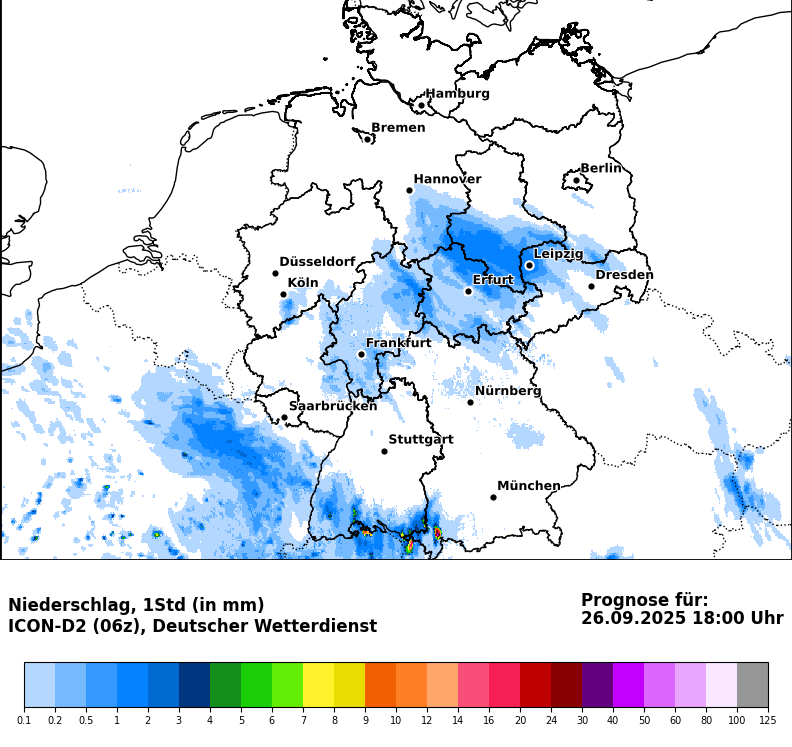 Hamburg
Bremen
Berlin
Hannover
Leipzig
Düsseldorf
Dresden
Köln
Erfurt
Frankfurt
Nürnberg
Saarbrücken
Stuttgart
München
Niederschlag, 1Std (in mm)
ICON-D2 (06z), Deutscher Wetterdienst
Prognose für:
26.09.2025 18:00 Uhr
0.1 0.2 0.5 1 2 3 4 5 6 7 8 9 10 12 14 16 20 24 30 40 50 60 80 100 125